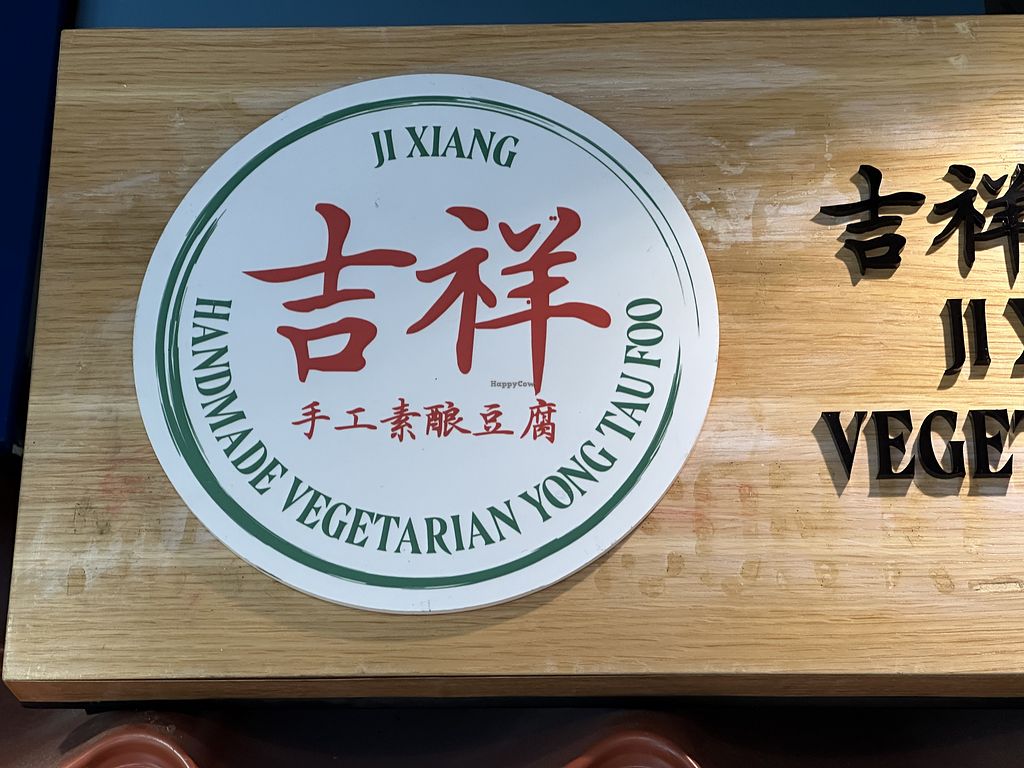 JI XIANG
吉祥
手工素酿豆腐
HANDMADE VEGETARIAN YONG TAU FOO
HappyCow
吉祥
JI